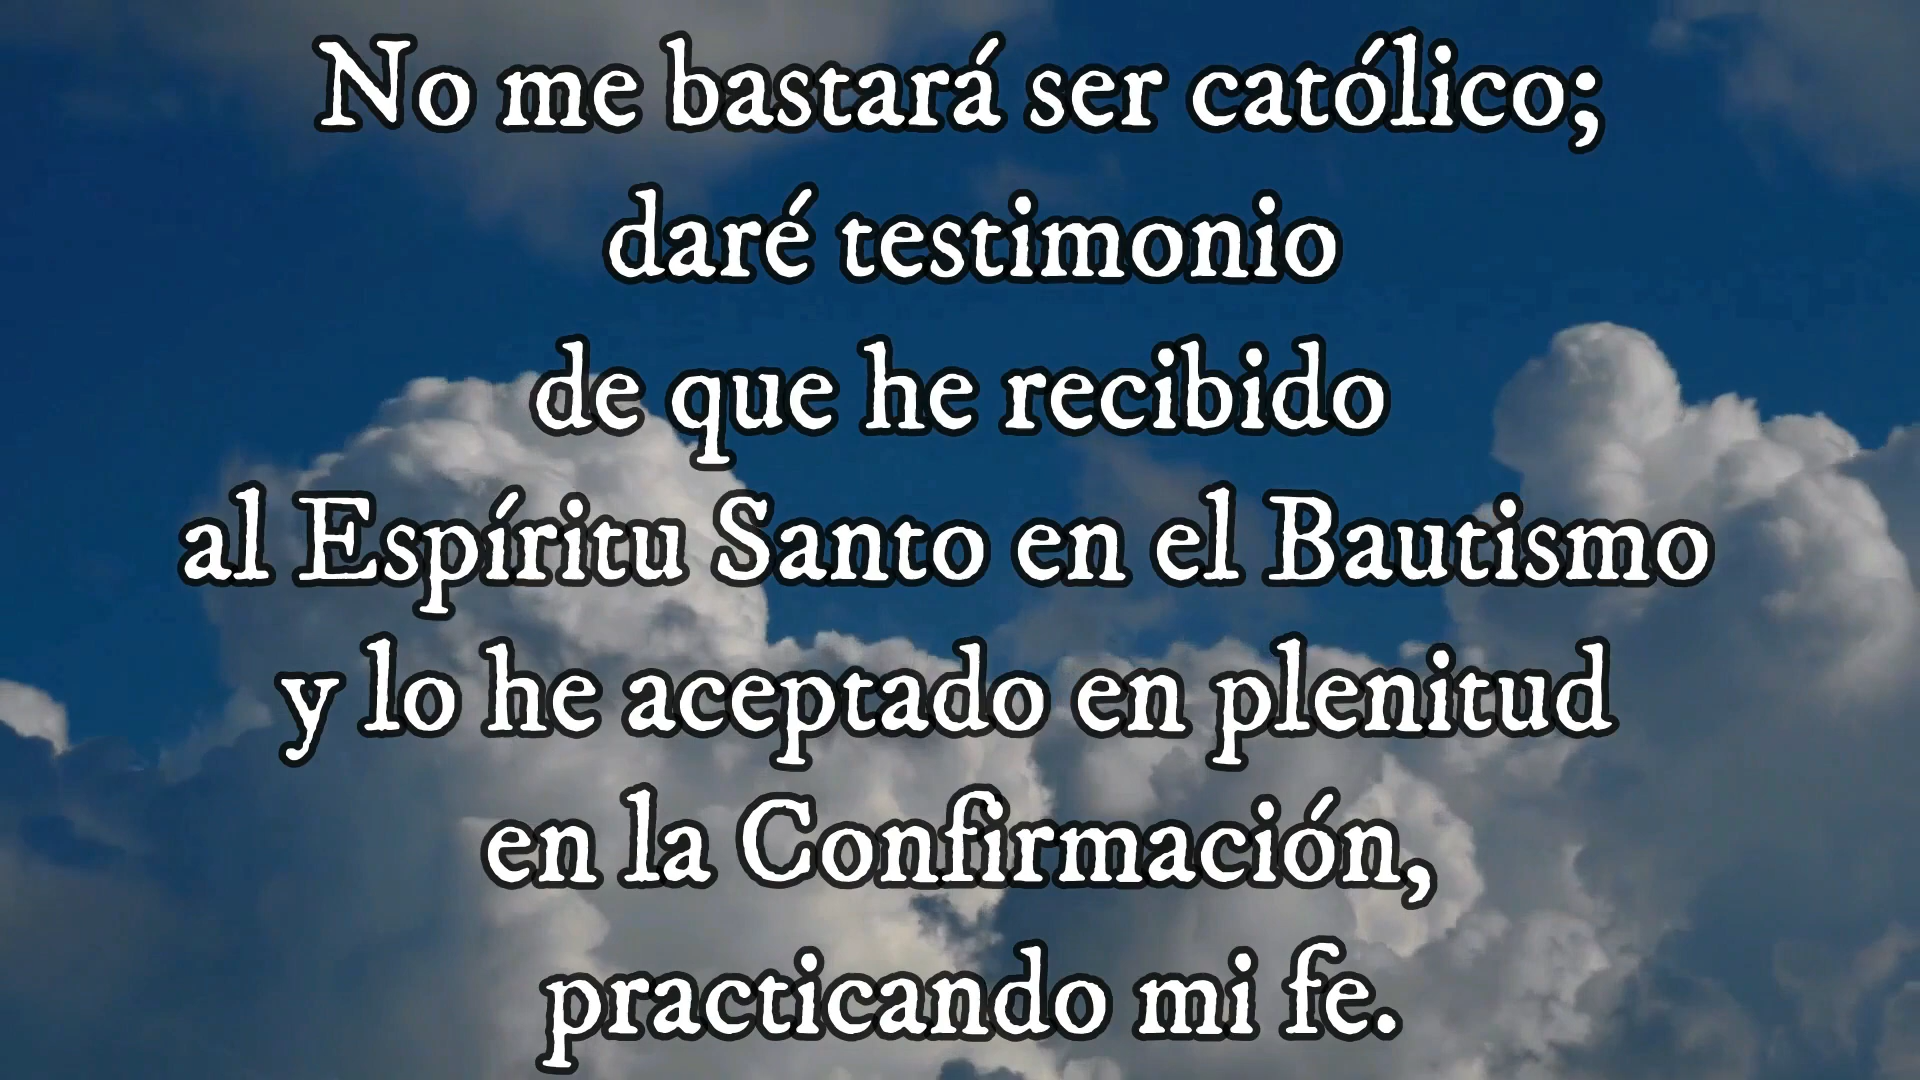 No me bastará ser católico;
daré testimonio
de que he recibido
al Espíritu Santo en el Bautismo
y lo he aceptado en plenitud
en la Confirmación,
practicando mi fe.